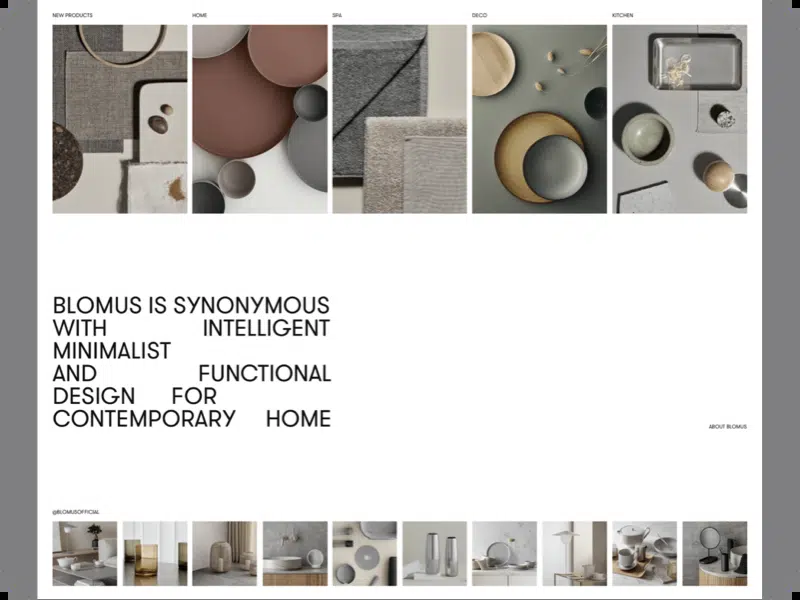 NEW PRODUCTS
HOME
SPA
DECO
KITCHEN
BLOMUS IS SYNONYMOUS
WITH INTELLIGENT
MINIMALIST
AND FUNCTIONAL
DESIGN FOR
CONTEMPORARY HOME
ABOUT BLOMUS
@BLOMUSOFFICIAL